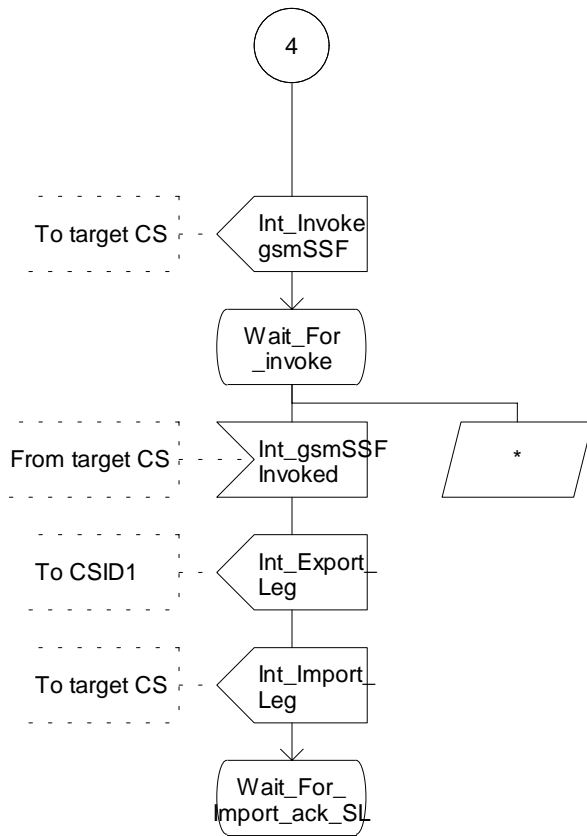 4
To target CS
Int_Invoke
gsmSSF
Wait_For
_invoke
From target CS
Int_gsmSSF
Invoked
*
To CSID1
Int_Export_
Leg
To target CS
Int_Import_
Leg
Wait_For_
Import_ack_SL